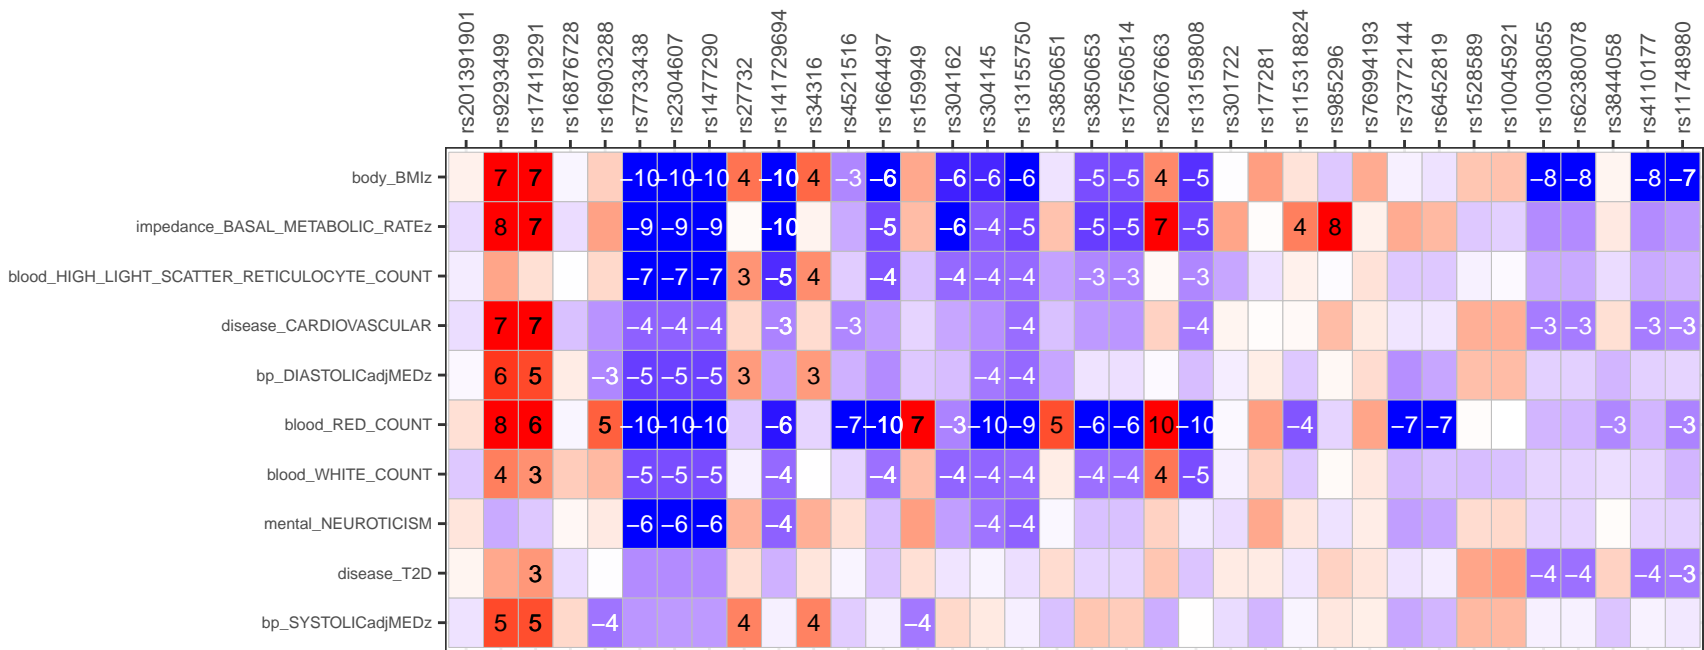 rs201391901 rs92934499 rs17419291 rs16876728 rs16903288 rs7733438 rs2304607 rs1477290 rs27732 rs141729694 rs34316 rs4521516 rs1664497 rs159949 rs304162 rs304145 rs13155750 rs3850651 rs3850653 rs17560514 rs2067663 rs13159808 rs301722 rs177281 rs115318824 rs985296 rs76994193 rs73772144 rs6452819 rs1528589 rs10045921 rs10038055 rs62380078 rs3844058 rs4110177 rs11748980
body_BMIz 7 7 −10 −10 −10 4 −10 4 −3 −6 −6 −6 −6 −5 −5 4 −5 −8 −8 −8 −7
impedance_BASAL_METABOLIC_RATEz 8 7 −9 −9 −9 −10 −5 −6 −4 −5 −5 −5 7 −5 4 8
blood_HIGH_LIGHT_SCATTER_RETICULOCYTE_COUNT −7 −7 −7 3 −5 4 −4 −4 −4 −4 −3 −3 −3
disease_CARDIOVASCULAR 7 7 −4 −4 −4 −3 −3 −4 −4 −3 −3 −3 −3
bp_DIASTOLICadjMEDz 6 5 −3 −5 −5 −5 3 3 −4 −4
blood_RED_COUNT 8 6 5 −10 −10 −10 −6 −7 −10 7 −3 −10 −9 5 −6 −6 10 −10 −4 −7 −7 −3 −3
blood_WHITE_COUNT 4 3 −5 −5 −5 −4 −4 −4 −4 −4 −4 −4 4 −5
mental_NEUROTICISM −6 −6 −6 −4 −4 −4
disease_T2D 3 −4 −4 −4 −3
bp_SYSTOLICadjMEDz 5 5 −4 4 4 −4